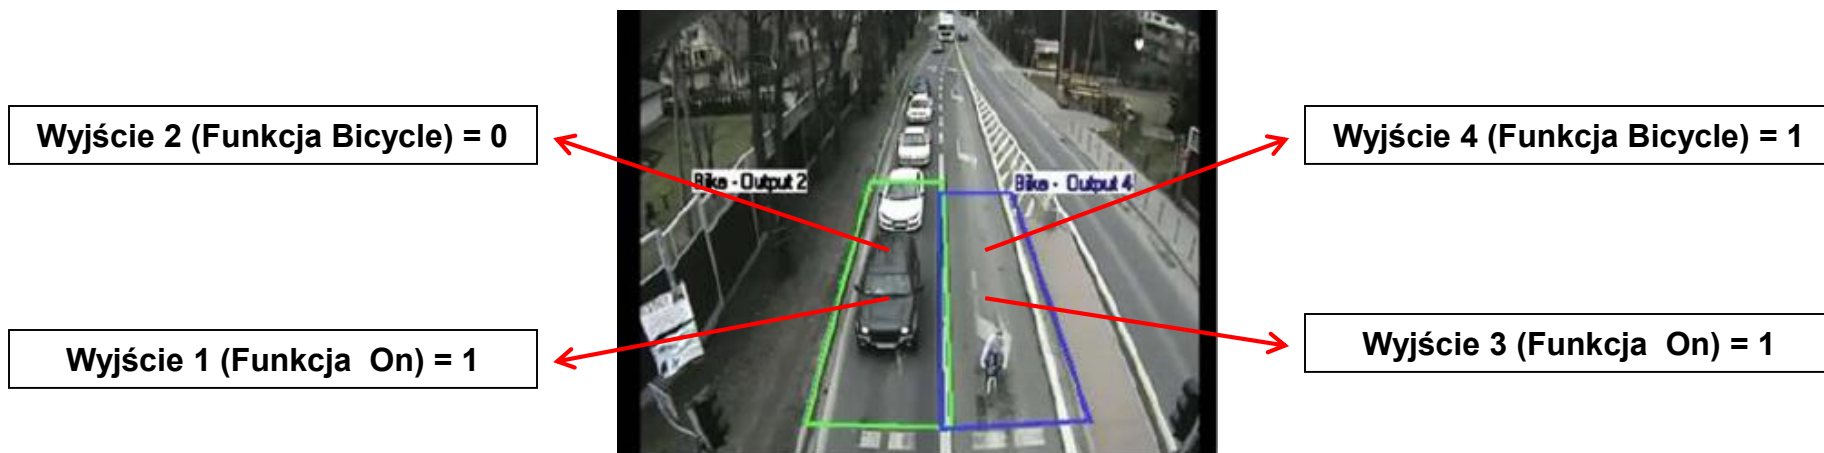 Wyjście 2 (Funkcja Bicycle) = 0
Wyjście 4 (Funkcja Bicycle) = 1
Bike - Output 2
Bike - Output 4
Wyjście 1 (Funkcja On) = 1
Wyjście 3 (Funkcja On) = 1